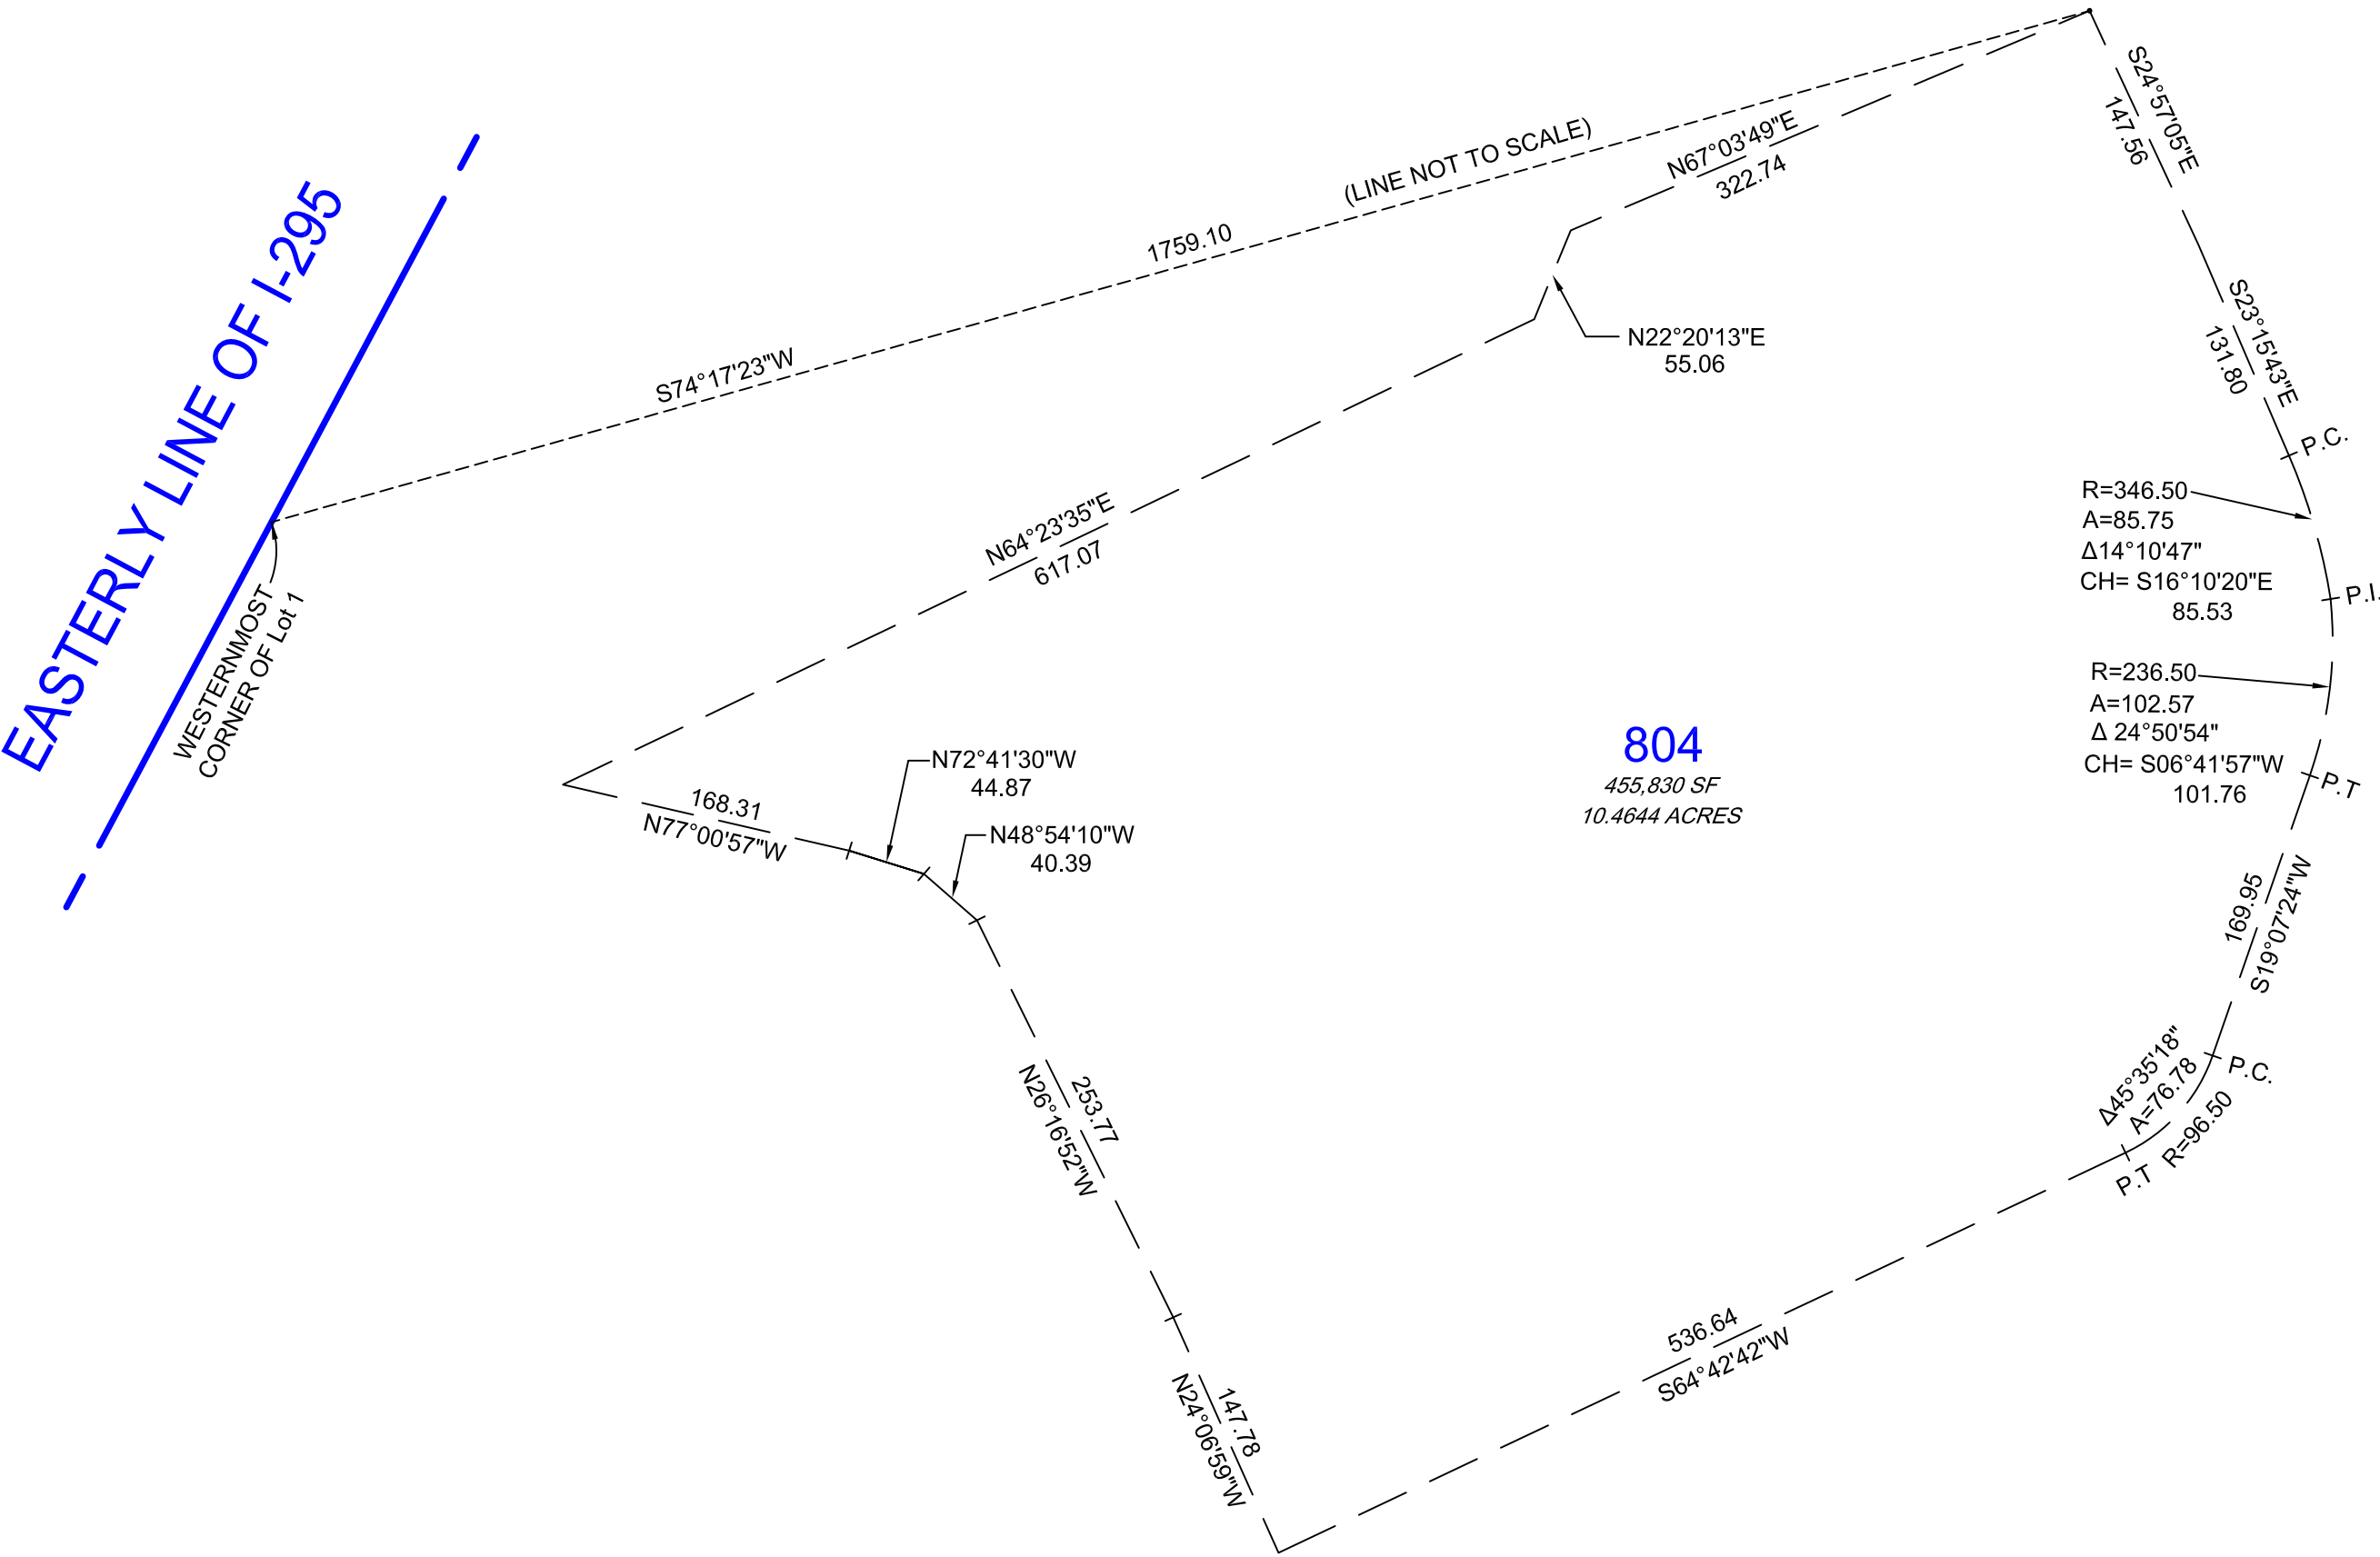 EASTERLY LINE OF I-295
WESTERNMOST
CORNER OF Lot 1
S74°17'23"W
1759.10
(LINE NOT TO SCALE)
N67°03'49"E
322.74
N22°20'13"E
55.06
N64°23'35"E
617.07
S24°57'05"E
147.56
S23°15'43"E
131.80
P.C.
R=346.50
A=85.75
Δ14°10'47"
CH= S16°10'20"E
85.53
P.I.
R=236.50
A=102.57
Δ 24°50'54"
CH= S06°41'57"W
101.76
P.T
804
455,830 SF
10.4644 ACRES
N72°41'30"W
44.87
N48°54'10"W
40.39
168.31
N77°00'57"W
169.95
S19°07'24"W
P.C.
Δ45°35'18"
A=76.78
R=96.50
P.T
253.77
N26°16'52"W
536.64
S64°42'42"W
147.78
N24°06'59"W